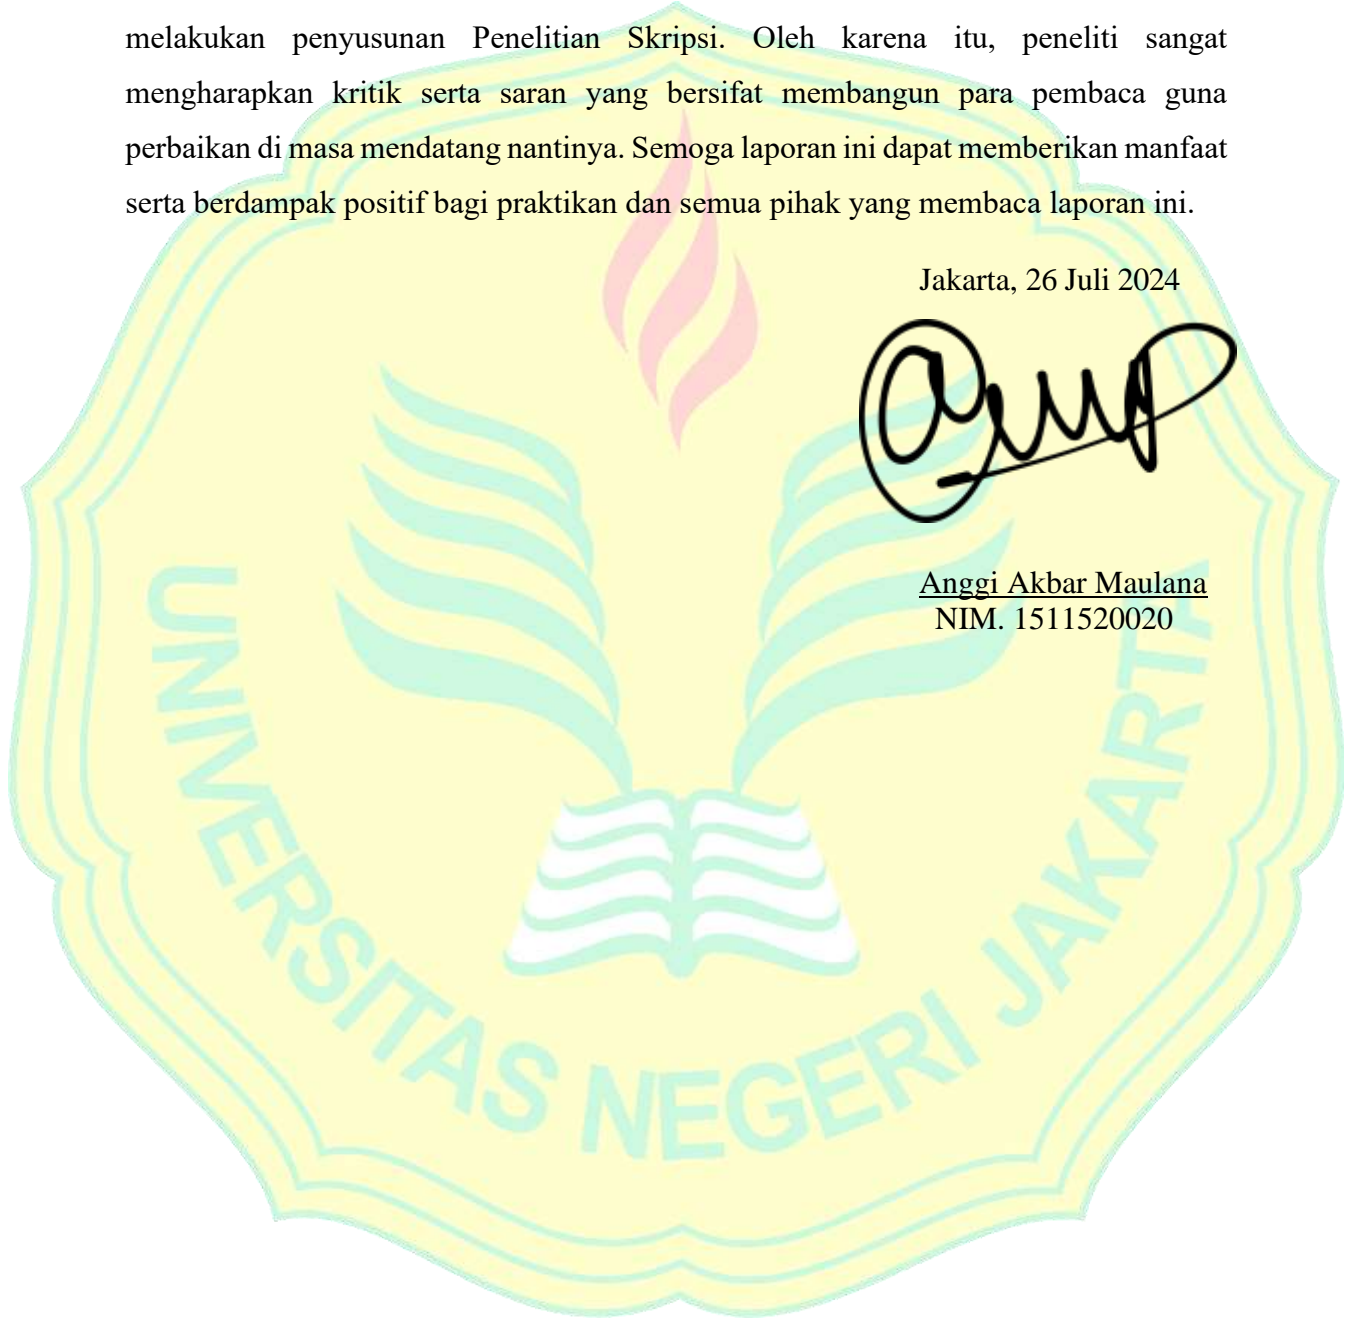 melakukan penyusunan Penelitian Skripsi. Oleh karena itu, peneliti sangat
mengharapkan kritik serta saran yang bersifat membangun para pembaca guna
perbaikan di masa mendatang nantinya. Semoga laporan ini dapat memberikan manfaat
serta berdampak positif bagi praktikan dan semua pihak yang membaca laporan ini.
Jakarta, 26 Juli 2024
Anggi Akbar Maulana
NIM. 1511520020
UNIVERSITAS NEGERI JAKARTA